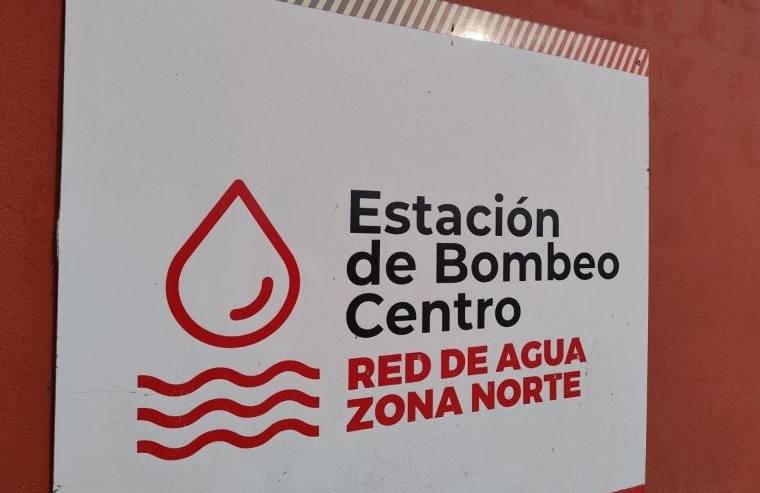 Estación
de Bombeo
Centro
RED DE AGUA
ZONA NORTE